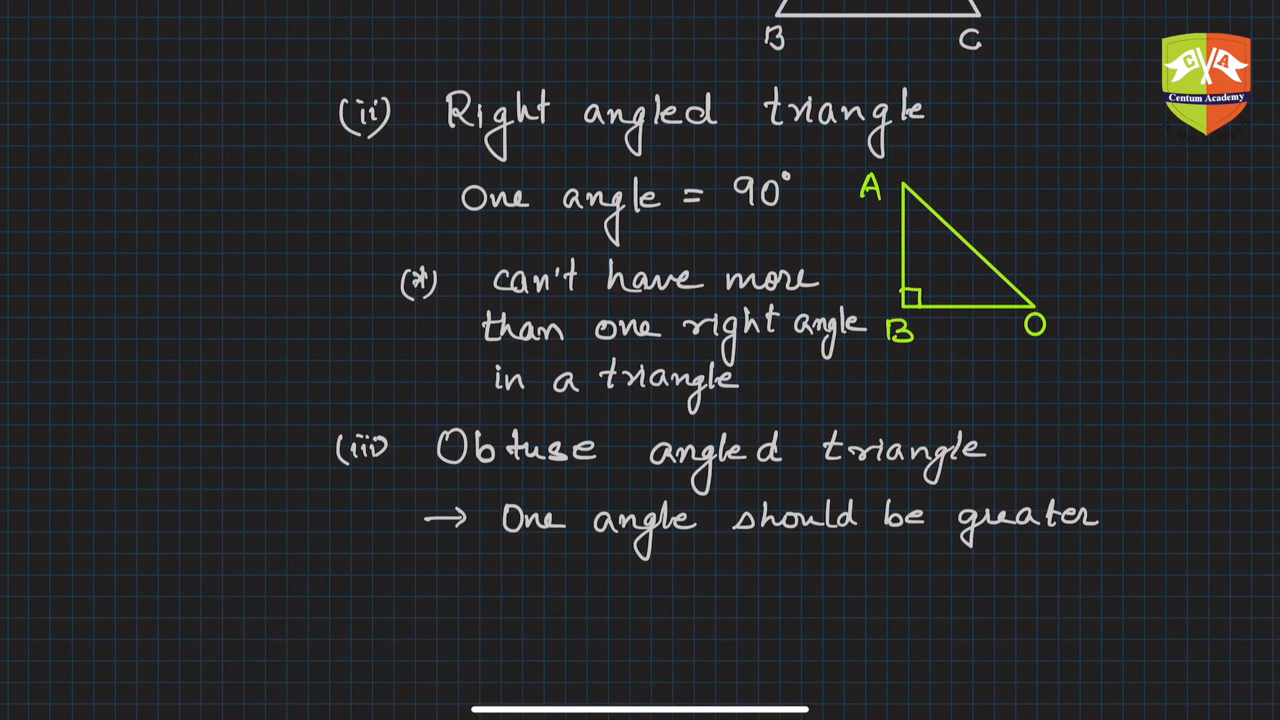 B C
(ii) Right angled triangle
One angle = 90°
A
(*) can't have more
than one right angle
in a triangle
B O
(iii) Obtuse angled triangle
→ One angle should be greater
C A
Centum Academy